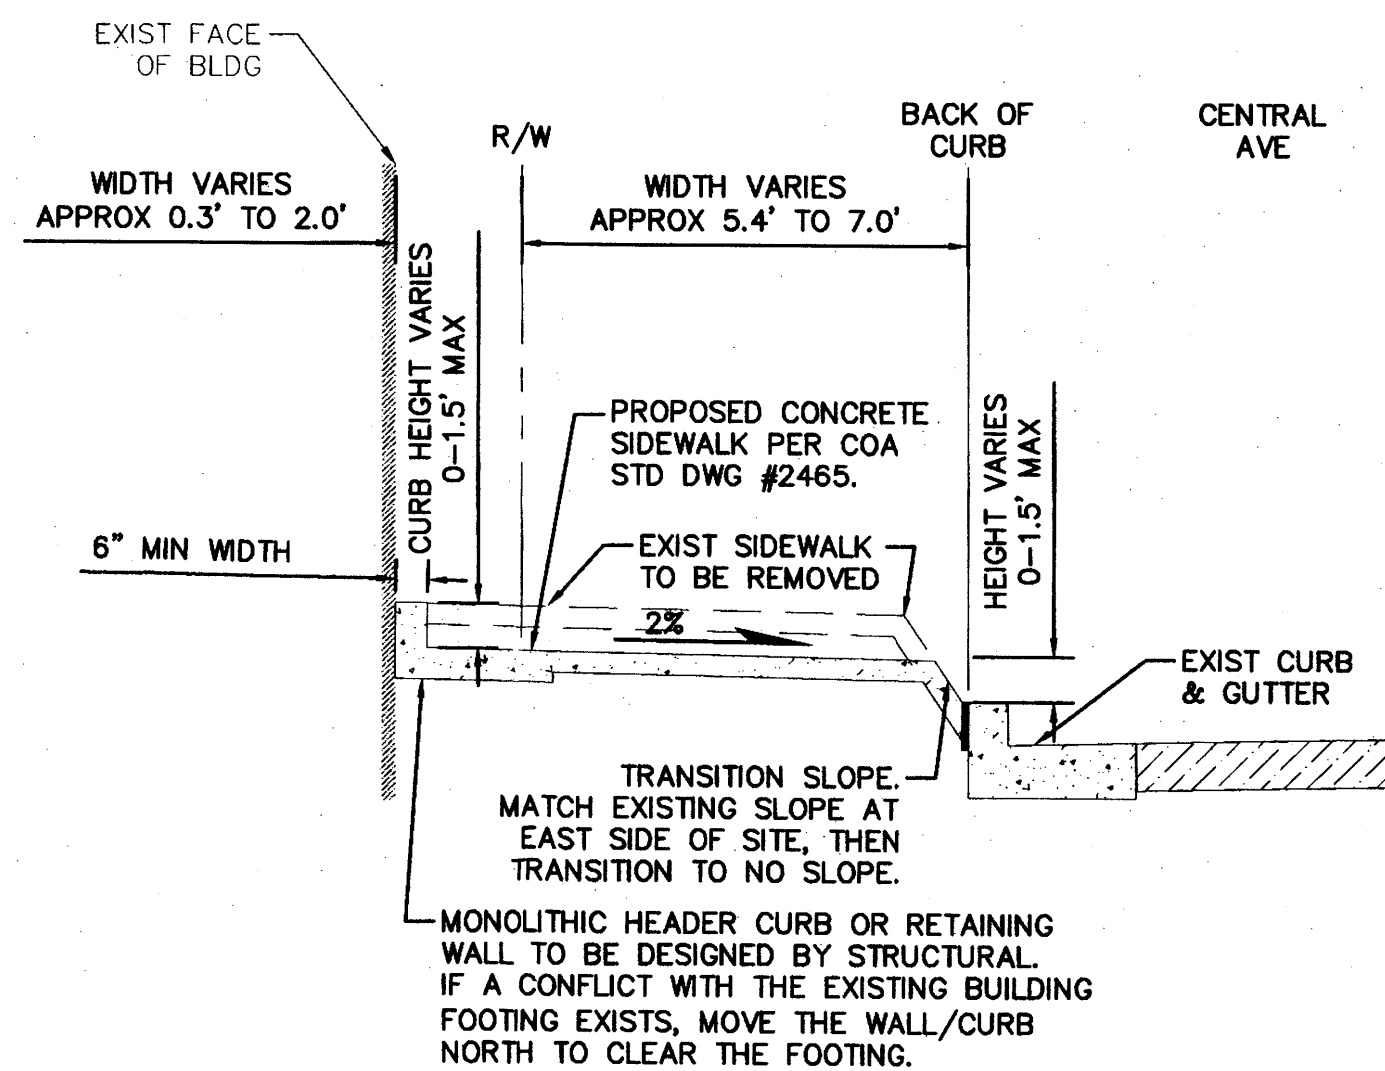 EXIST FACE
OF BLDG
R/W
BACK OF
CURB
CENTRAL
AVE
WIDTH VARIES
APPROX 0.3' TO 2.0'
WIDTH VARIES
APPROX 5.4' TO 7.0'
CURB HEIGHT VARIES
0-1.5' MAX
PROPOSED CONCRETE
SIDEWALK PER COA
STD DWG #2465.
HEIGHT VARIES
0-1.5' MAX
6" MIN WIDTH
EXIST SIDEWALK
TO BE REMOVED
2%
EXIST CURB
& GUTTER
TRANSITION SLOPE.
MATCH EXISTING SLOPE AT
EAST SIDE OF SITE, THEN
TRANSITION TO NO SLOPE.
MONOLITHIC HEADER CURB OR RETAINING
WALL TO BE DESIGNED BY STRUCTURAL.
IF A CONFLICT WITH THE EXISTING BUILDING
FOOTING EXISTS, MOVE THE WALL/CURB
NORTH TO CLEAR THE FOOTING.